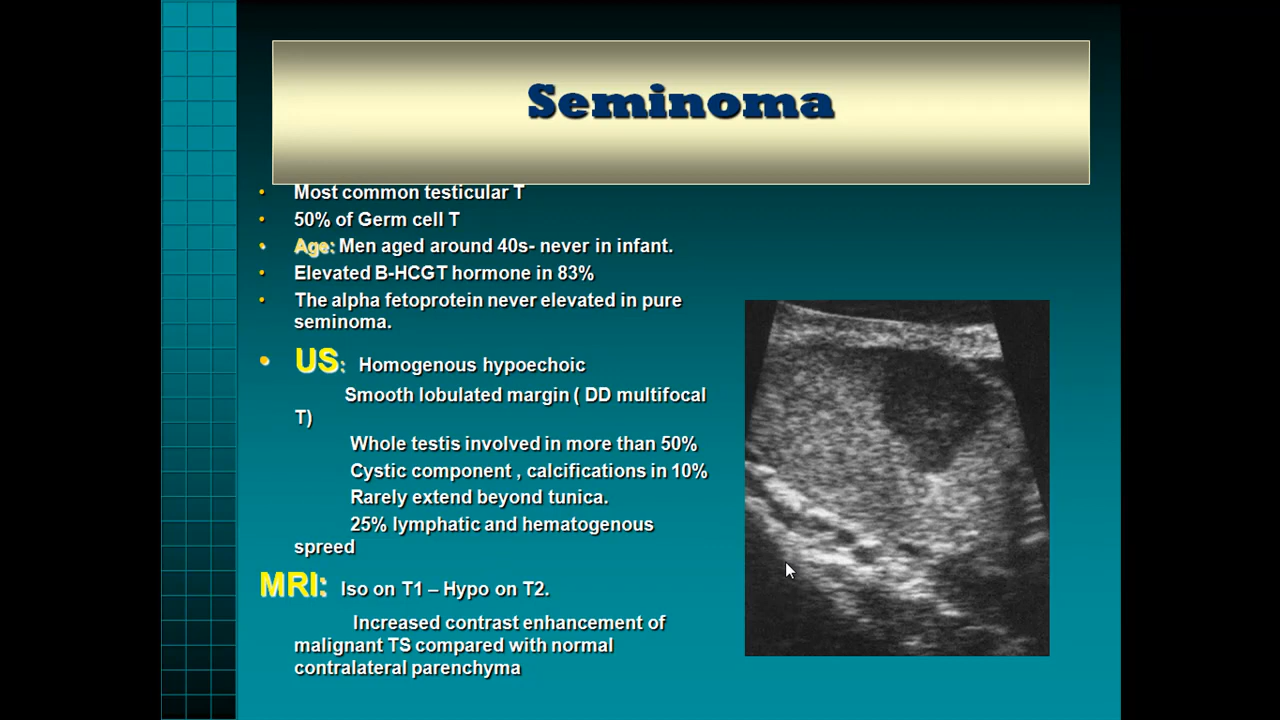 Seminoma
• Most common testicular T
• 50% of Germ cell T
• Age: Men aged around 40s- never in infant.
• Elevated B-HCGT hormone in 83%
• The alpha fetoprotein never elevated in pure
seminoma.
• US: Homogenous hypoechoic
Smooth lobulated margin ( DD multifocal
T)
Whole testis involved in more than 50%
Cystic component , calcifications in 10%
Rarely extend beyond tunica.
25% lymphatic and hematogenous
spreed
MRI: Iso on T1 – Hypo on T2.
Increased contrast enhancement of
malignant TS compared with normal
contralateral parenchyma